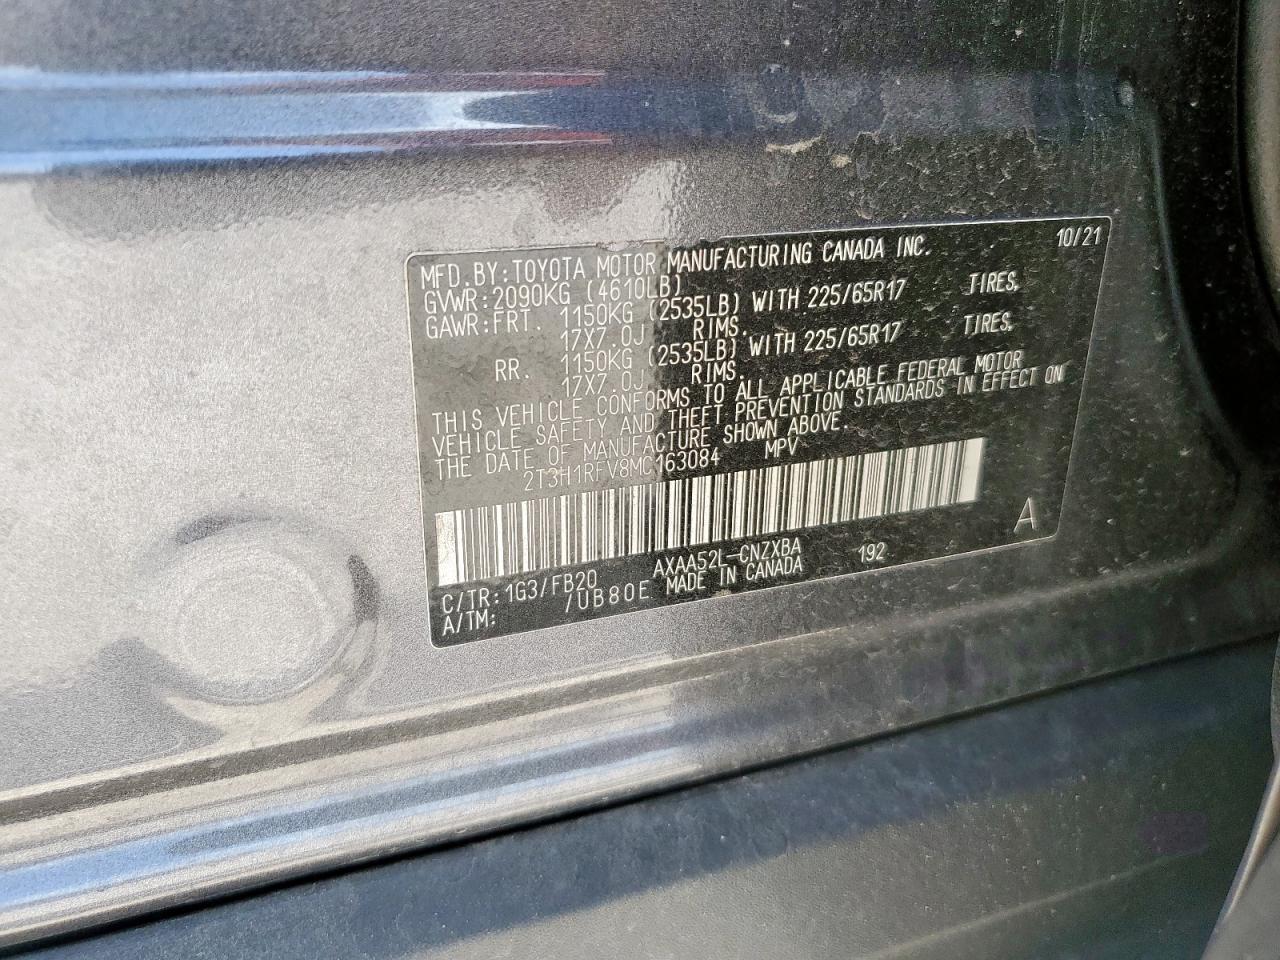 MFD.BY:TOYOTA MOTOR MANUFACTURING CANADA INC. 10/21
GVWR:2090KG (4610LB)
GAWR:FRT. 1150KG (2535LB) WITH 225/65R17 TIRES,
17X7.0J RIMS.
RR. 1150KG (2535LB) WITH 225/65R17 TIRES,
17X7.0J RIMS.
THIS VEHICLE CONFORMS TO ALL APPLICABLE FEDERAL MOTOR
VEHICLE SAFETY AND THEFT PREVENTION STANDARDS IN EFFECT ON
THE DATE OF MANUFACTURE SHOWN ABOVE.
2T3H1RFV8MC163084 MPV
A
AXAA52L-CNZXBA 192
C/TR:1G3/FB20 MADE IN CANADA
A/TM: /UB80E